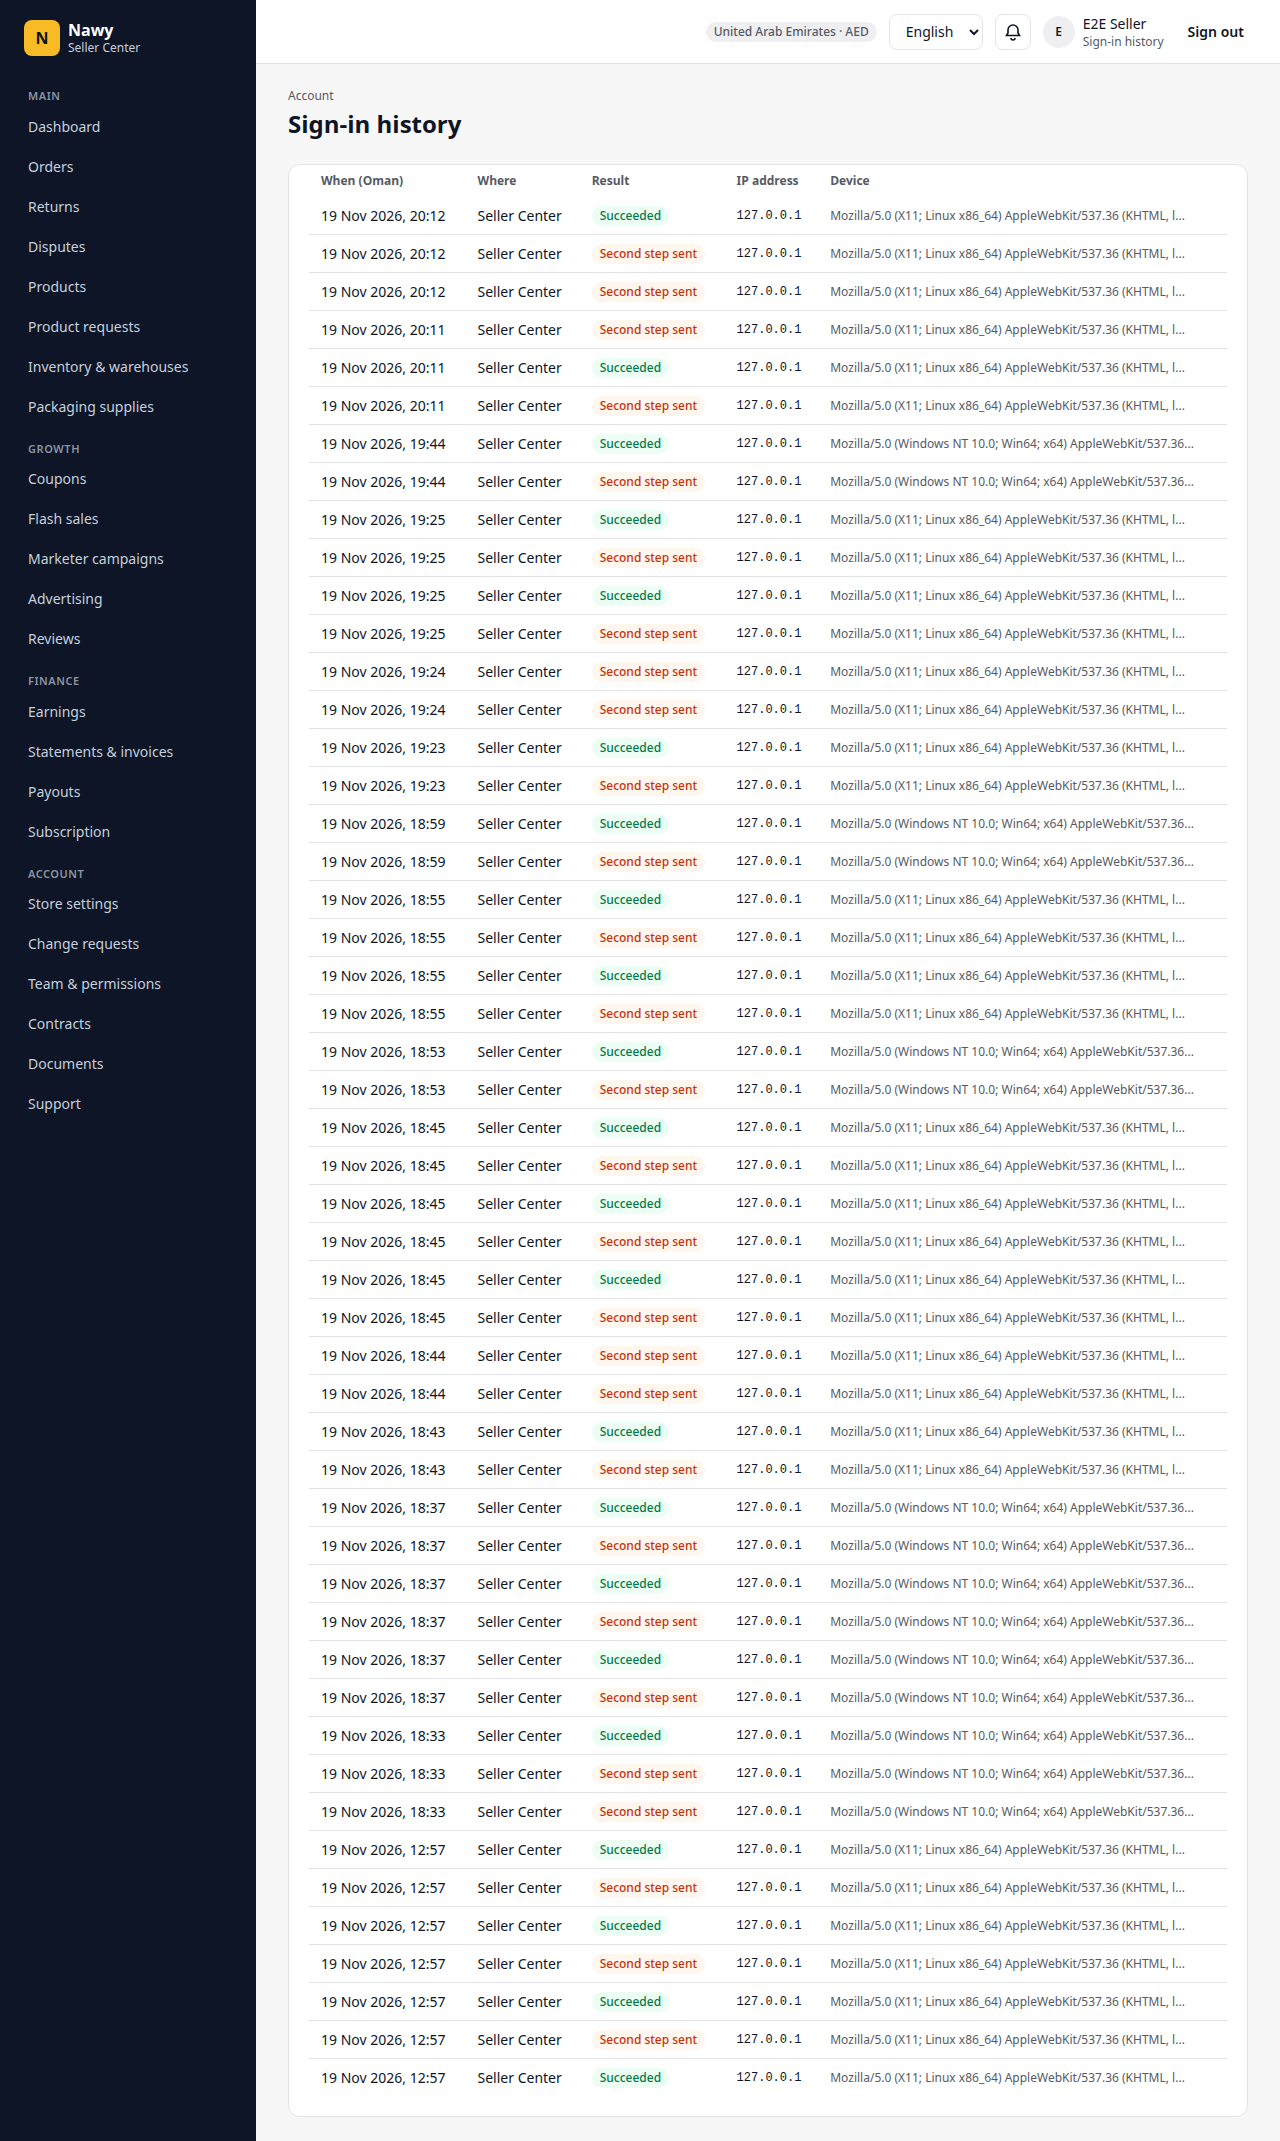 N
Nawy
Seller Center
United Arab Emirates · AED
English
E
E2E Seller
Sign-in history
Sign out
MAIN
Dashboard
Orders
Returns
Disputes
Products
Product requests
Inventory & warehouses
Packaging supplies
GROWTH
Coupons
Flash sales
Marketer campaigns
Advertising
Reviews
FINANCE
Earnings
Statements & invoices
Payouts
Subscription
ACCOUNT
Store settings
Change requests
Team & permissions
Contracts
Documents
Support
Account
Sign-in history
When (Oman) Where Result IP address Device
19 Nov 2026, 20:12 Seller Center Succeeded 127.0.0.1 Mozilla/5.0 (X11; Linux x86_64) AppleWebKit/537.36 (KHTML, l...
19 Nov 2026, 20:12 Seller Center Second step sent 127.0.0.1 Mozilla/5.0 (X11; Linux x86_64) AppleWebKit/537.36 (KHTML, l...
19 Nov 2026, 20:12 Seller Center Second step sent 127.0.0.1 Mozilla/5.0 (X11; Linux x86_64) AppleWebKit/537.36 (KHTML, l...
19 Nov 2026, 20:11 Seller Center Second step sent 127.0.0.1 Mozilla/5.0 (X11; Linux x86_64) AppleWebKit/537.36 (KHTML, l...
19 Nov 2026, 20:11 Seller Center Succeeded 127.0.0.1 Mozilla/5.0 (X11; Linux x86_64) AppleWebKit/537.36 (KHTML, l...
19 Nov 2026, 20:11 Seller Center Second step sent 127.0.0.1 Mozilla/5.0 (X11; Linux x86_64) AppleWebKit/537.36 (KHTML, l...
19 Nov 2026, 19:44 Seller Center Succeeded 127.0.0.1 Mozilla/5.0 (Windows NT 10.0; Win64; x64) AppleWebKit/537.36...
19 Nov 2026, 19:44 Seller Center Second step sent 127.0.0.1 Mozilla/5.0 (Windows NT 10.0; Win64; x64) AppleWebKit/537.36...
19 Nov 2026, 19:25 Seller Center Succeeded 127.0.0.1 Mozilla/5.0 (X11; Linux x86_64) AppleWebKit/537.36 (KHTML, l...
19 Nov 2026, 19:25 Seller Center Second step sent 127.0.0.1 Mozilla/5.0 (X11; Linux x86_64) AppleWebKit/537.36 (KHTML, l...
19 Nov 2026, 19:25 Seller Center Succeeded 127.0.0.1 Mozilla/5.0 (X11; Linux x86_64) AppleWebKit/537.36 (KHTML, l...
19 Nov 2026, 19:25 Seller Center Second step sent 127.0.0.1 Mozilla/5.0 (X11; Linux x86_64) AppleWebKit/537.36 (KHTML, l...
19 Nov 2026, 19:24 Seller Center Second step sent 127.0.0.1 Mozilla/5.0 (X11; Linux x86_64) AppleWebKit/537.36 (KHTML, l...
19 Nov 2026, 19:24 Seller Center Second step sent 127.0.0.1 Mozilla/5.0 (X11; Linux x86_64) AppleWebKit/537.36 (KHTML, l...
19 Nov 2026, 19:23 Seller Center Succeeded 127.0.0.1 Mozilla/5.0 (X11; Linux x86_64) AppleWebKit/537.36 (KHTML, l...
19 Nov 2026, 19:23 Seller Center Second step sent 127.0.0.1 Mozilla/5.0 (X11; Linux x86_64) AppleWebKit/537.36 (KHTML, l...
19 Nov 2026, 18:59 Seller Center Succeeded 127.0.0.1 Mozilla/5.0 (Windows NT 10.0; Win64; x64) AppleWebKit/537.36...
19 Nov 2026, 18:59 Seller Center Second step sent 127.0.0.1 Mozilla/5.0 (Windows NT 10.0; Win64; x64) AppleWebKit/537.36...
19 Nov 2026, 18:55 Seller Center Succeeded 127.0.0.1 Mozilla/5.0 (X11; Linux x86_64) AppleWebKit/537.36 (KHTML, l...
19 Nov 2026, 18:55 Seller Center Second step sent 127.0.0.1 Mozilla/5.0 (X11; Linux x86_64) AppleWebKit/537.36 (KHTML, l...
19 Nov 2026, 18:55 Seller Center Succeeded 127.0.0.1 Mozilla/5.0 (X11; Linux x86_64) AppleWebKit/537.36 (KHTML, l...
19 Nov 2026, 18:55 Seller Center Second step sent 127.0.0.1 Mozilla/5.0 (X11; Linux x86_64) AppleWebKit/537.36 (KHTML, l...
19 Nov 2026, 18:53 Seller Center Succeeded 127.0.0.1 Mozilla/5.0 (Windows NT 10.0; Win64; x64) AppleWebKit/537.36...
19 Nov 2026, 18:53 Seller Center Second step sent 127.0.0.1 Mozilla/5.0 (Windows NT 10.0; Win64; x64) AppleWebKit/537.36...
19 Nov 2026, 18:45 Seller Center Succeeded 127.0.0.1 Mozilla/5.0 (X11; Linux x86_64) AppleWebKit/537.36 (KHTML, l...
19 Nov 2026, 18:45 Seller Center Second step sent 127.0.0.1 Mozilla/5.0 (X11; Linux x86_64) AppleWebKit/537.36 (KHTML, l...
19 Nov 2026, 18:45 Seller Center Succeeded 127.0.0.1 Mozilla/5.0 (X11; Linux x86_64) AppleWebKit/537.36 (KHTML, l...
19 Nov 2026, 18:45 Seller Center Second step sent 127.0.0.1 Mozilla/5.0 (X11; Linux x86_64) AppleWebKit/537.36 (KHTML, l...
19 Nov 2026, 18:45 Seller Center Succeeded 127.0.0.1 Mozilla/5.0 (X11; Linux x86_64) AppleWebKit/537.36 (KHTML, l...
19 Nov 2026, 18:45 Seller Center Second step sent 127.0.0.1 Mozilla/5.0 (X11; Linux x86_64) AppleWebKit/537.36 (KHTML, l...
19 Nov 2026, 18:44 Seller Center Second step sent 127.0.0.1 Mozilla/5.0 (X11; Linux x86_64) AppleWebKit/537.36 (KHTML, l...
19 Nov 2026, 18:44 Seller Center Second step sent 127.0.0.1 Mozilla/5.0 (X11; Linux x86_64) AppleWebKit/537.36 (KHTML, l...
19 Nov 2026, 18:43 Seller Center Succeeded 127.0.0.1 Mozilla/5.0 (X11; Linux x86_64) AppleWebKit/537.36 (KHTML, l...
19 Nov 2026, 18:43 Seller Center Second step sent 127.0.0.1 Mozilla/5.0 (X11; Linux x86_64) AppleWebKit/537.36 (KHTML, l...
19 Nov 2026, 18:37 Seller Center Succeeded 127.0.0.1 Mozilla/5.0 (Windows NT 10.0; Win64; x64) AppleWebKit/537.36...
19 Nov 2026, 18:37 Seller Center Second step sent 127.0.0.1 Mozilla/5.0 (Windows NT 10.0; Win64; x64) AppleWebKit/537.36...
19 Nov 2026, 18:37 Seller Center Succeeded 127.0.0.1 Mozilla/5.0 (Windows NT 10.0; Win64; x64) AppleWebKit/537.36...
19 Nov 2026, 18:37 Seller Center Second step sent 127.0.0.1 Mozilla/5.0 (Windows NT 10.0; Win64; x64) AppleWebKit/537.36...
19 Nov 2026, 18:37 Seller Center Succeeded 127.0.0.1 Mozilla/5.0 (Windows NT 10.0; Win64; x64) AppleWebKit/537.36...
19 Nov 2026, 18:37 Seller Center Second step sent 127.0.0.1 Mozilla/5.0 (Windows NT 10.0; Win64; x64) AppleWebKit/537.36...
19 Nov 2026, 18:33 Seller Center Succeeded 127.0.0.1 Mozilla/5.0 (Windows NT 10.0; Win64; x64) AppleWebKit/537.36...
19 Nov 2026, 18:33 Seller Center Second step sent 127.0.0.1 Mozilla/5.0 (Windows NT 10.0; Win64; x64) AppleWebKit/537.36...
19 Nov 2026, 18:33 Seller Center Second step sent 127.0.0.1 Mozilla/5.0 (Windows NT 10.0; Win64; x64) AppleWebKit/537.36...
19 Nov 2026, 12:57 Seller Center Succeeded 127.0.0.1 Mozilla/5.0 (X11; Linux x86_64) AppleWebKit/537.36 (KHTML, l...
19 Nov 2026, 12:57 Seller Center Second step sent 127.0.0.1 Mozilla/5.0 (X11; Linux x86_64) AppleWebKit/537.36 (KHTML, l...
19 Nov 2026, 12:57 Seller Center Succeeded 127.0.0.1 Mozilla/5.0 (X11; Linux x86_64) AppleWebKit/537.36 (KHTML, l...
19 Nov 2026, 12:57 Seller Center Second step sent 127.0.0.1 Mozilla/5.0 (X11; Linux x86_64) AppleWebKit/537.36 (KHTML, l...
19 Nov 2026, 12:57 Seller Center Succeeded 127.0.0.1 Mozilla/5.0 (X11; Linux x86_64) AppleWebKit/537.36 (KHTML, l...
19 Nov 2026, 12:57 Seller Center Second step sent 127.0.0.1 Mozilla/5.0 (X11; Linux x86_64) AppleWebKit/537.36 (KHTML, l...
19 Nov 2026, 12:57 Seller Center Succeeded 127.0.0.1 Mozilla/5.0 (X11; Linux x86_64) AppleWebKit/537.36 (KHTML, l...